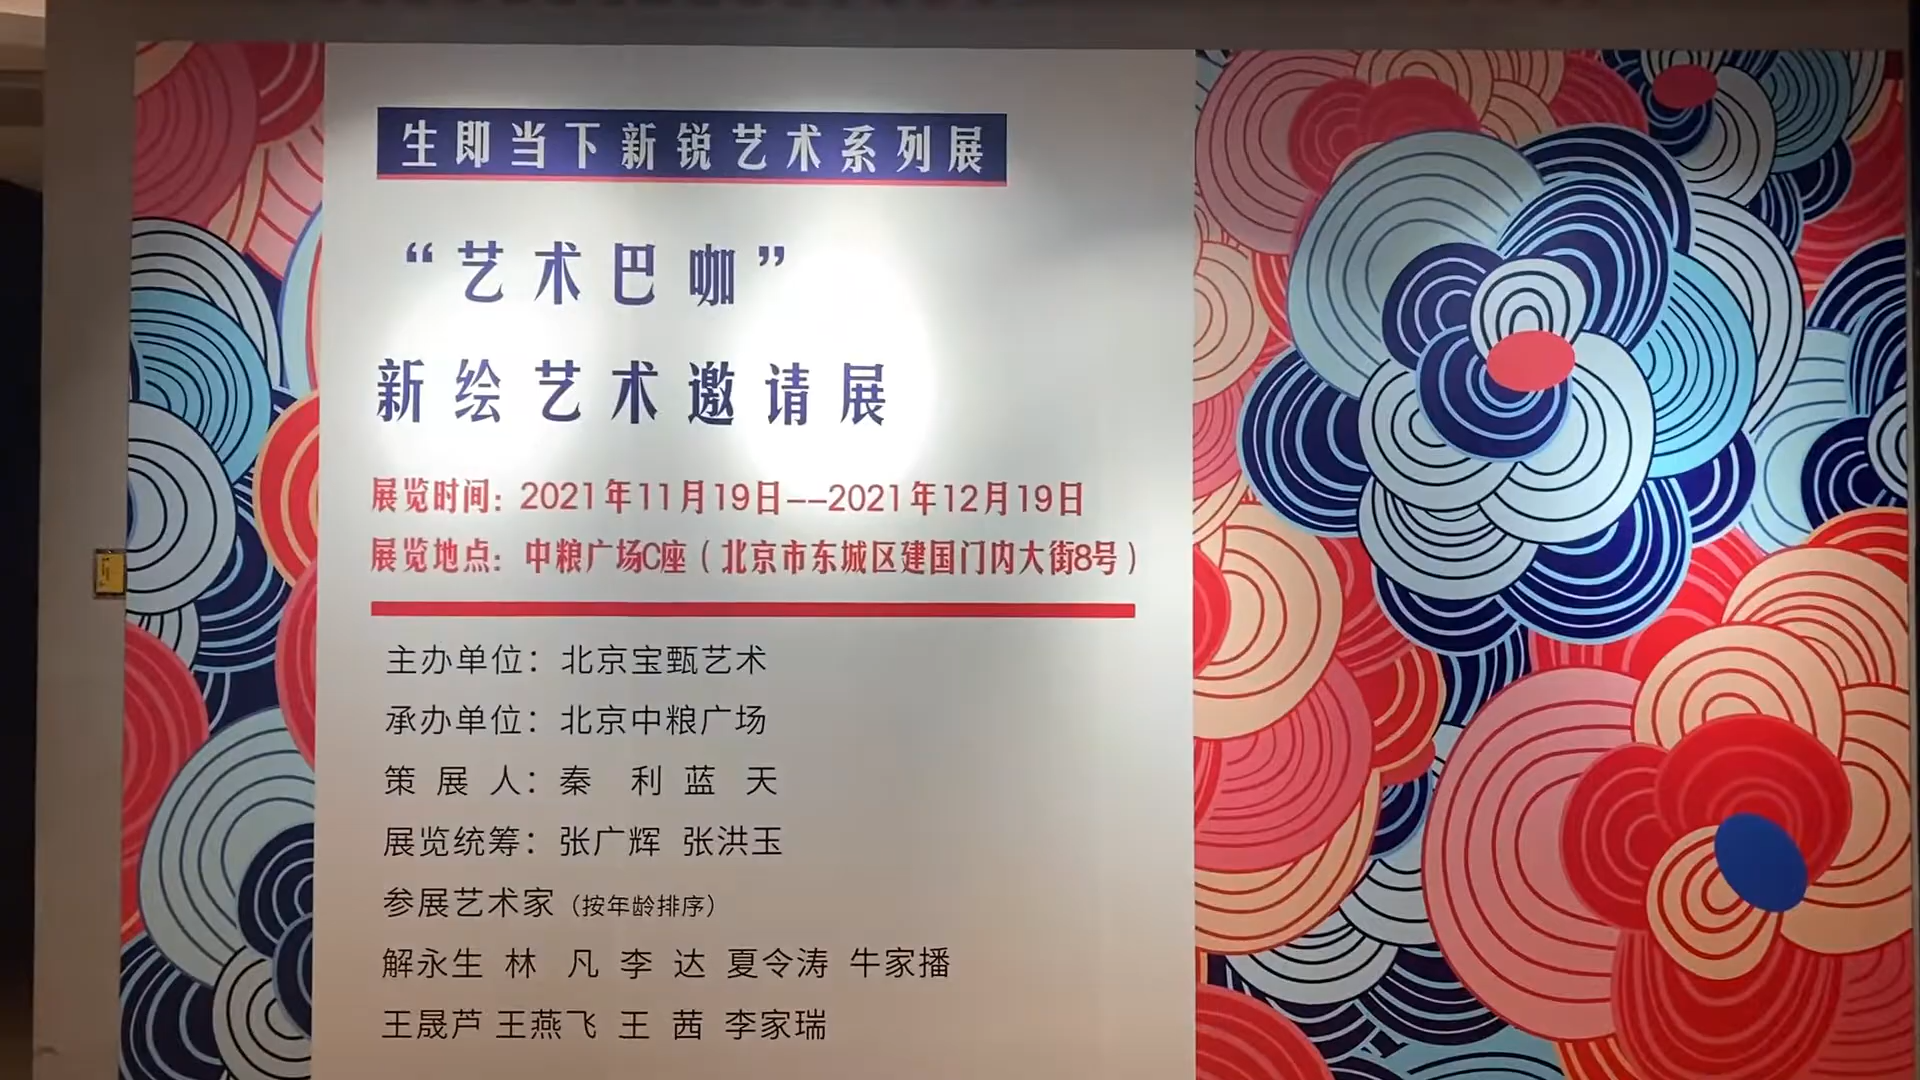 生即当下新锐艺术系列展
“艺术巴咖”
新绘艺术邀请展
展览时间：2021年11月19日--2021年12月19日
展览地点：中粮广场C座（北京市东城区建国门内大街8号）
主办单位：北京宝甄艺术
承办单位：北京中粮广场
策 展 人：秦 利 蓝 天
展览统筹：张广辉 张洪玉
参展艺术家（按年龄排序）
解永生 林 凡 李 达 夏令涛 牛家播
王晟芦 王燕飞 王 茜 李家瑞